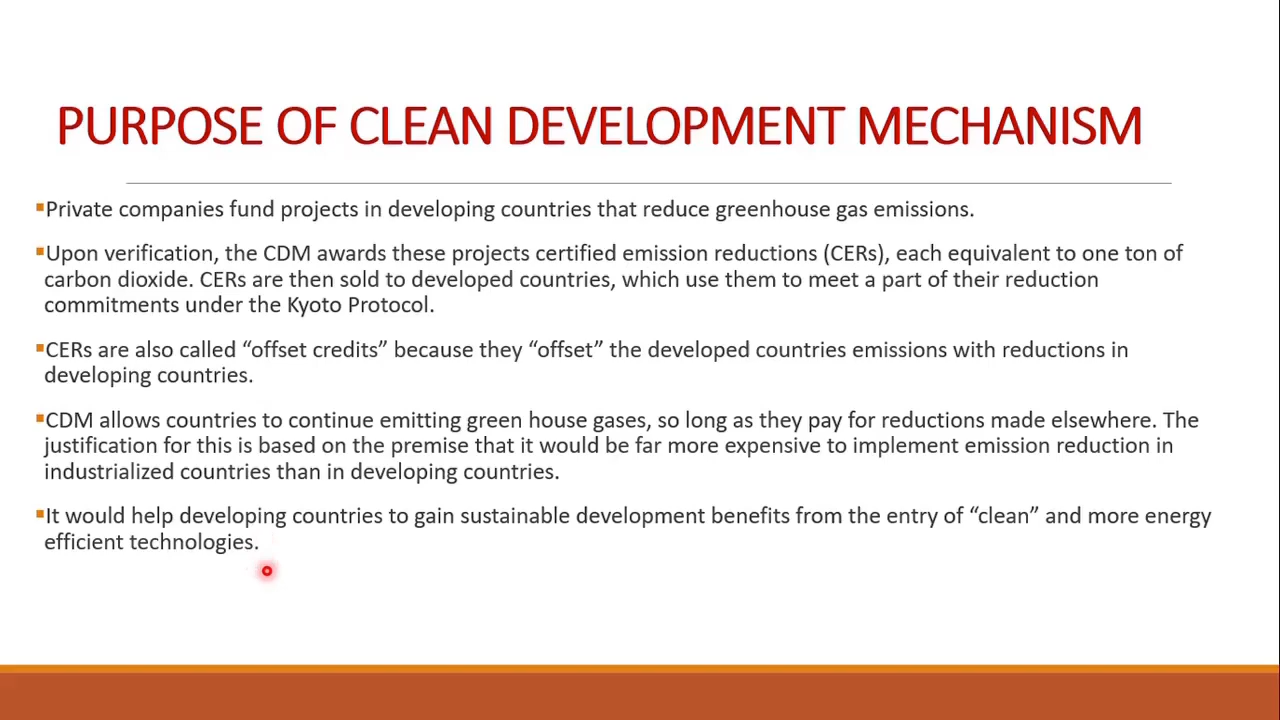 PURPOSE OF CLEAN DEVELOPMENT MECHANISM
▪Private companies fund projects in developing countries that reduce greenhouse gas emissions.
▪Upon verification, the CDM awards these projects certified emission reductions (CERs), each equivalent to one ton of
carbon dioxide. CERs are then sold to developed countries, which use them to meet a part of their reduction
commitments under the Kyoto Protocol.
▪CERs are also called “offset credits” because they “offset” the developed countries emissions with reductions in
developing countries.
▪CDM allows countries to continue emitting green house gases, so long as they pay for reductions made elsewhere. The
justification for this is based on the premise that it would be far more expensive to implement emission reduction in
industrialized countries than in developing countries.
▪It would help developing countries to gain sustainable development benefits from the entry of “clean” and more energy
efficient technologies.